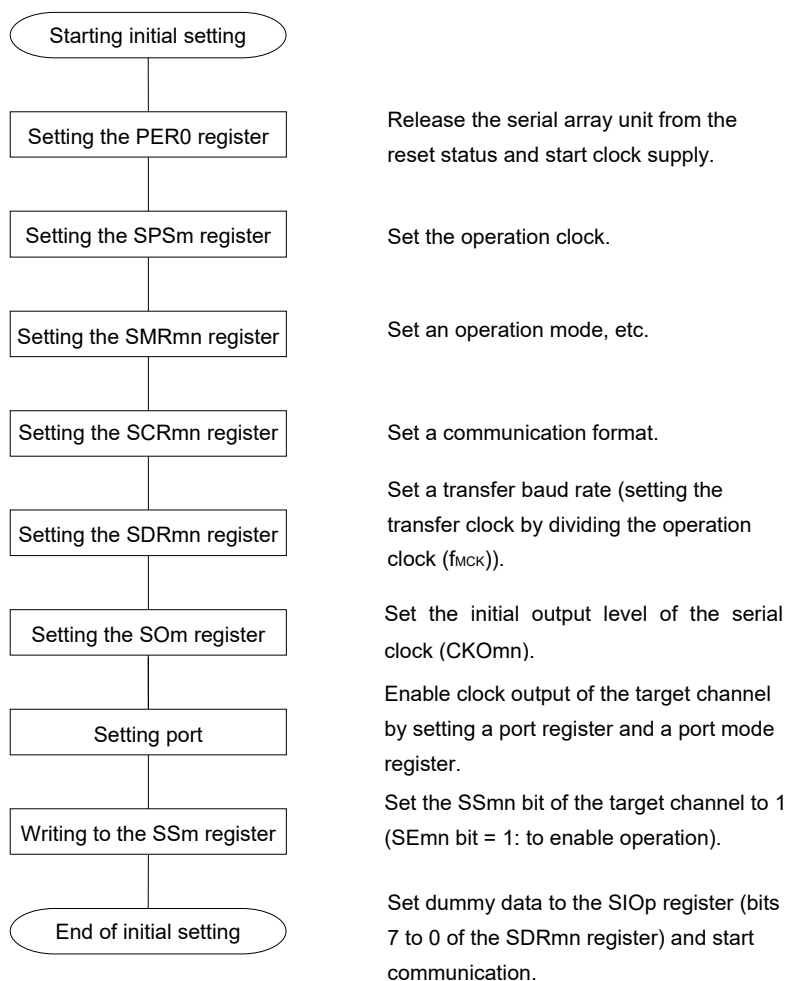 Starting initial setting
Setting the PER0 register
Release the serial array unit from the
reset status and start clock supply.
Setting the SPSm register
Set the operation clock.
Setting the SMRmn register
Set an operation mode, etc.
Setting the SCRmn register
Set a communication format.
Setting the SDRmn register
Set a transfer baud rate (setting the
transfer clock by dividing the operation
clock (fMCK)).
Setting the SOm register
Set the initial output level of the serial
clock (CKOmn).
Setting port
Enable clock output of the target channel
by setting a port register and a port mode
register.
Writing to the SSm register
Set the SSmn bit of the target channel to 1
(SEmn bit = 1: to enable operation).
End of initial setting
Set dummy data to the SIOp register (bits
7 to 0 of the SDRmn register) and start
communication.